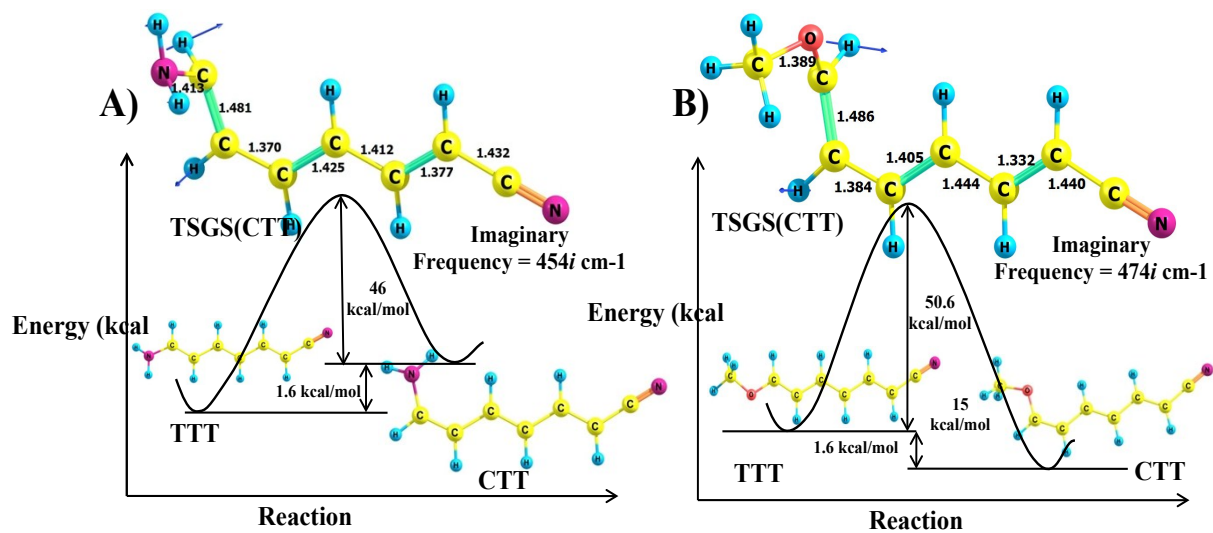 A)
H
H
N
C
1.413
H
1.481
H
H
C
1.370
C
1.425
C
1.412
C
1.377
C
1.432
C
N
H
H
H
TSGS(CTT)
Imaginary
Frequency = 454i cm-1
46
kcal/mol
Energy (kcal
1.6 kcal/mol
TTT
CTT
Reaction
B)
H
O
H
H
C
1.389
C
H
1.486
H
H
C
1.384
C
1.405
C
1.444
C
1.332
C
1.440
C
N
H
H
H
TSGS(CTT)
Imaginary
Frequency = 474i cm-1
50.6
kcal/mol
Energy (kcal
15
kcal/mol
1.6 kcal/mol
TTT
CTT
Reaction